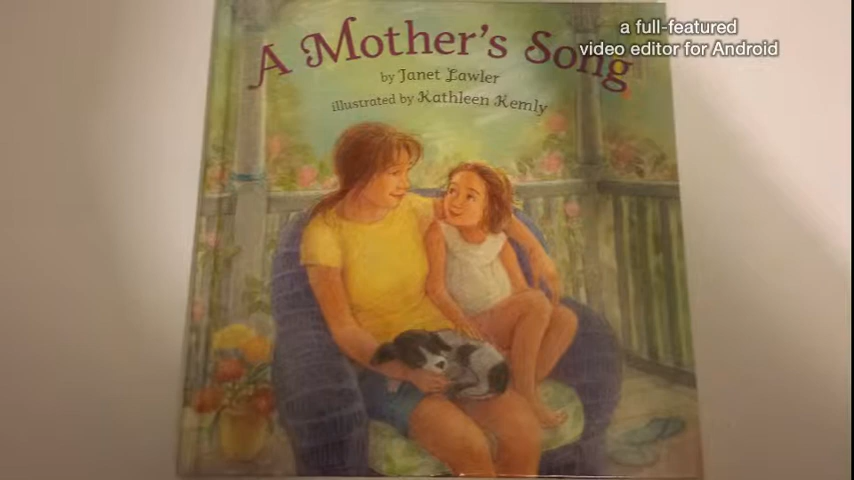 a full-featured
video editor for Android
A Mother's Song
by Janet Lawler
illustrated by Kathleen Kemly